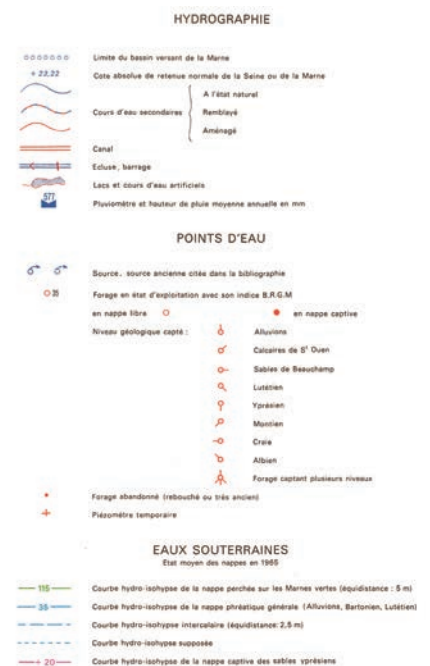 HYDROGRAPHIE
Limite du bassin versant de la Marne
+ 22,22 Cote absolue de retenue normale de la Seine ou de la Marne
A l'état naturel
Cours d'eau secondaires Remblayé
Aménagé
Canal
Ecluse, barrage
Lacs et cours d'eau artificiels
577 Pluviomètre et hauteur de pluie moyenne annuelle en mm
POINTS D'EAU
Source, source ancienne citée dans la bibliographie
35 Forage en état d'exploitation avec son indice B.R.G.M
en nappe libre en nappe captive
Niveau géologique capté : Alluvions
Calcaires de St Ouen
Sables de Beauchamp
Lutétien
Yprésien
Montien
Craie
Albien
Forage captant plusieurs niveaux
Forage abandonné (rebouché ou très ancien)
Piézomètre temporaire
EAUX SOUTERRAINES
Etat moyen des nappes en 1965
115 Courbe hydro-isohypse de la nappe perchée sur les Marnes vertes (équidistance : 5 m)
35 Courbe hydro-isohypse de la nappe phréatique générale (Alluvions, Bartonien, Lutétien)
Courbe hydro-isohypse intercalaire (équidistance: 2,5 m)
Courbe hydro-isohypse supposée
+ 20 Courbe hydro-isohypse de la nappe captive des sables yprésiens